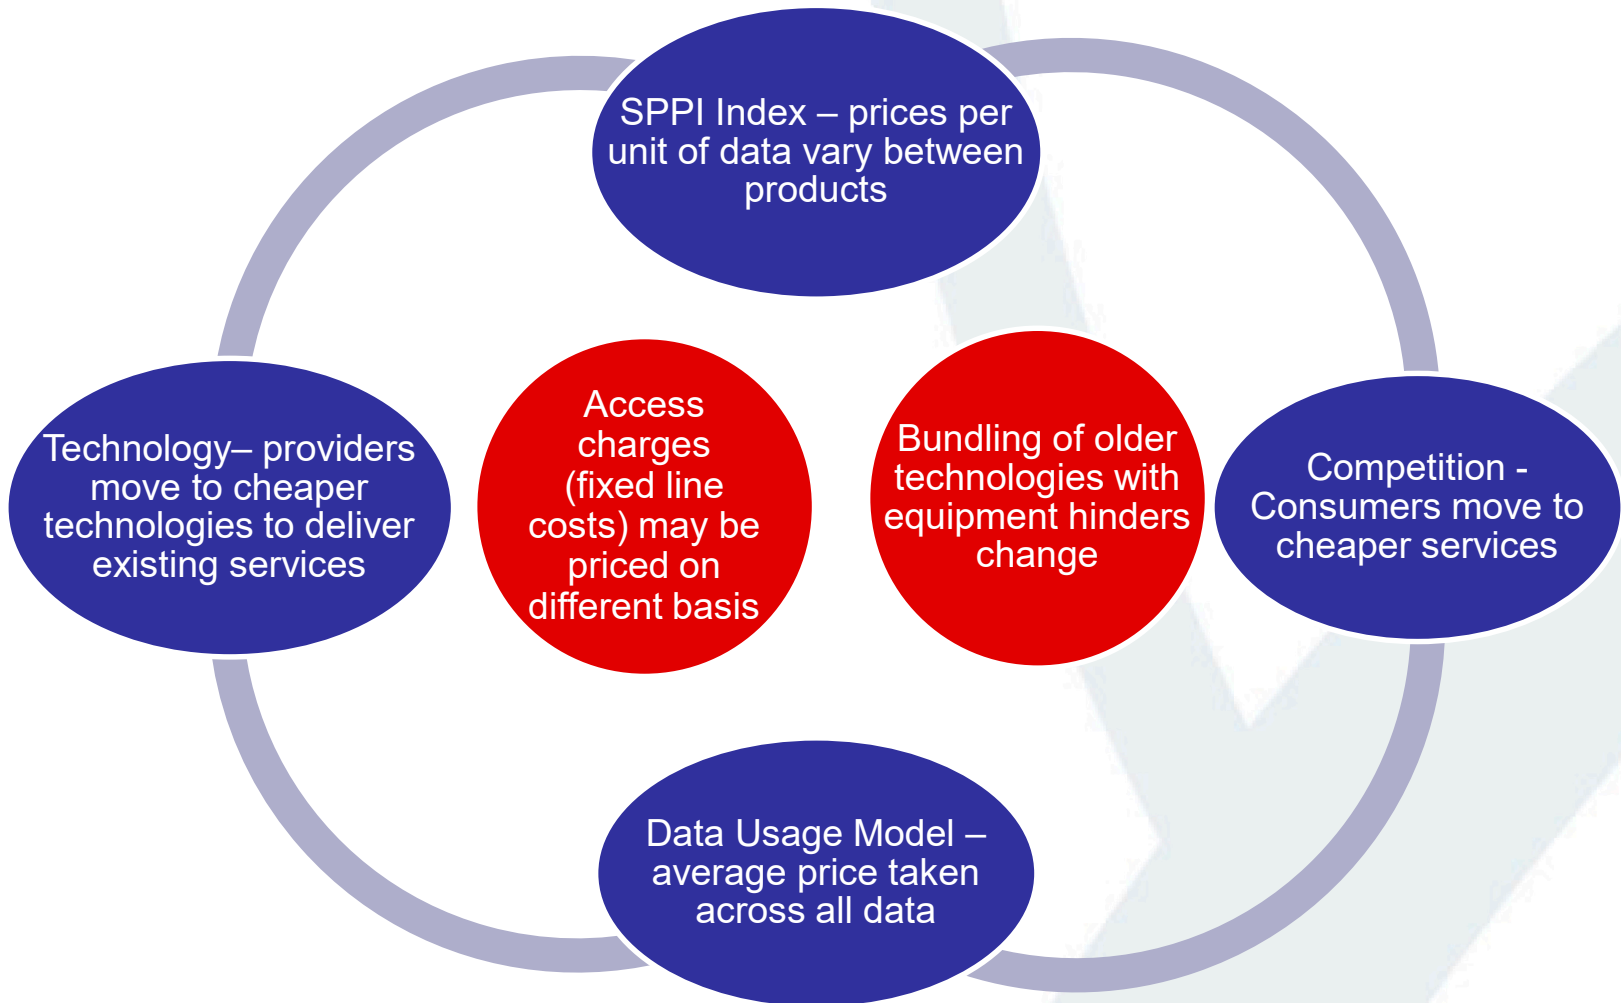 SPPI Index – prices per
unit of data vary between
products
Technology– providers
move to cheaper
technologies to deliver
existing services
Access
charges
(fixed line
costs) may be
priced on
different basis
Bundling of older
technologies with
equipment hinders
change
Competition -
Consumers move to
cheaper services
Data Usage Model –
average price taken
across all data